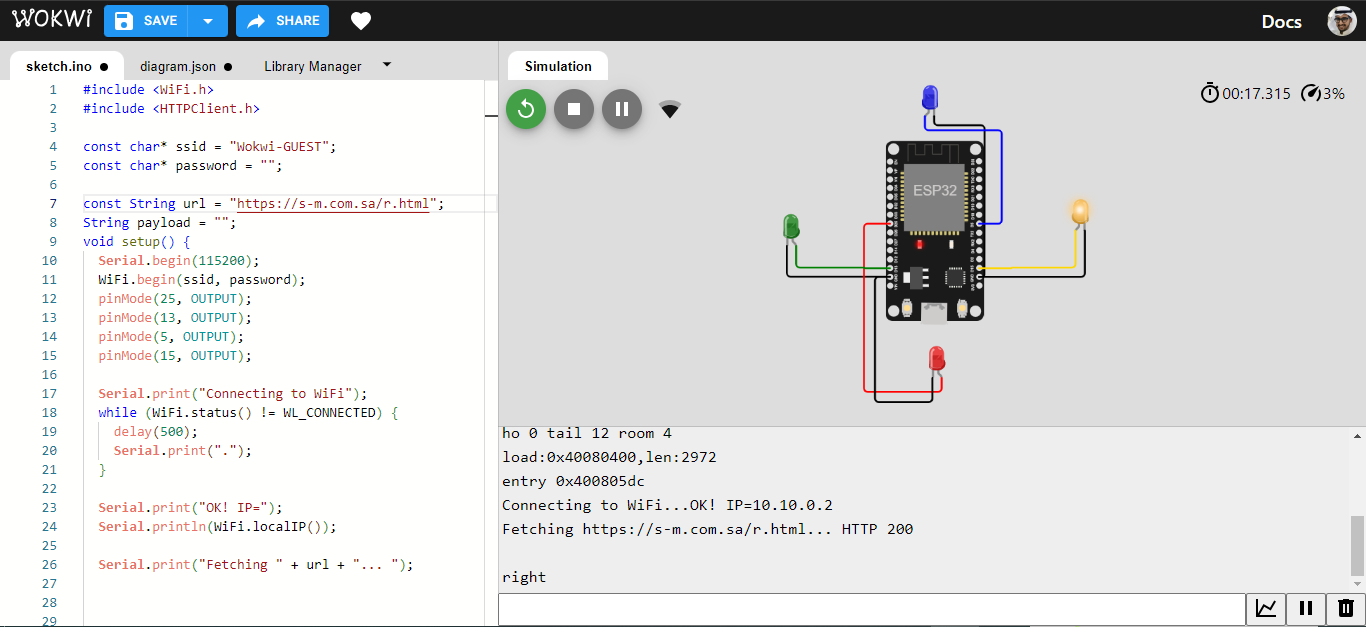 WOKWI
SAVE
SHARE
Docs
sketch.ino
diagram.json
Library Manager
1 #include <WiFi.h>
2 #include <HTTPClient.h>
3
4 const char* ssid = "Wokwi-GUEST";
5 const char* password = "";
6
7 const String url = "https://s-m.com.sa/r.html";
8 String payload = "";
9 void setup() {
10 Serial.begin(115200);
11 WiFi.begin(ssid, password);
12 pinMode(25, OUTPUT);
13 pinMode(13, OUTPUT);
14 pinMode(5, OUTPUT);
15 pinMode(15, OUTPUT);
16
17 Serial.print("Connecting to WiFi");
18 while (WiFi.status() != WL_CONNECTED) {
19 delay(500);
20 Serial.print(".");
21 }
22
23 Serial.print("OK! IP=");
24 Serial.println(WiFi.localIP());
25
26 Serial.print("Fetching " + url + "... ");
27
28
29
Simulation
00:17.315 3%
ESP32
ho 0 tail 12 room 4
load:0x40080400,len:2972
entry 0x400805dc
Connecting to WiFi...OK! IP=10.10.0.2
Fetching https://s-m.com.sa/r.html... HTTP 200
right